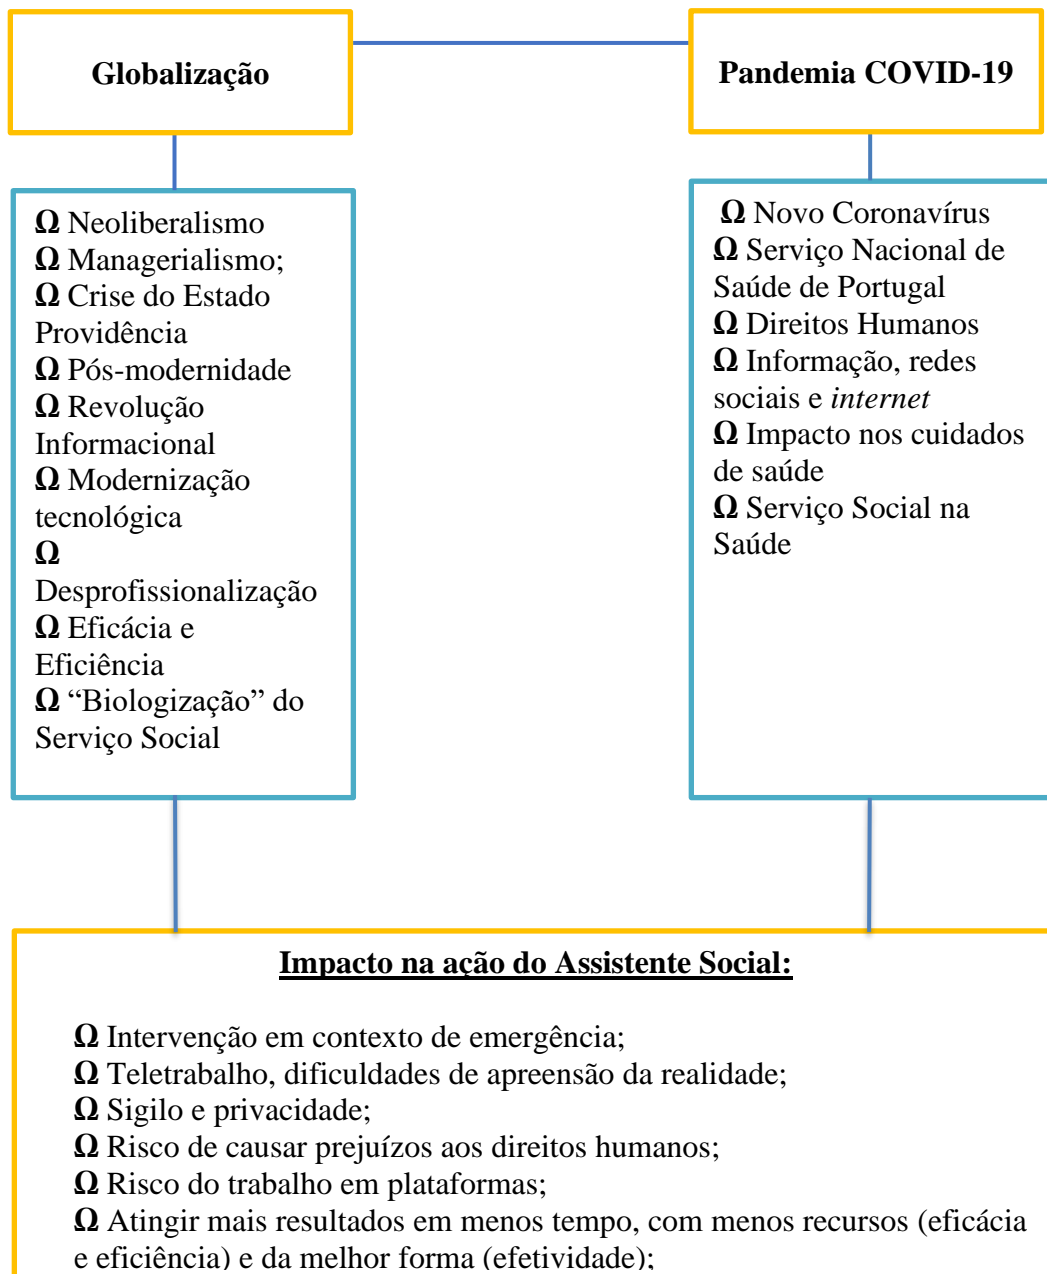 Globalização
Pandemia COVID-19
Ω Neoliberalismo
Ω Managerialismo;
Ω Crise do Estado
Providência
Ω Pós-modernidade
Ω Revolução
Informacional
Ω Modernização
tecnológica
Ω
Desprofissionalização
Ω Eficácia e
Eficiência
Ω “Biologização” do
Serviço Social
Ω Novo Coronavírus
Ω Serviço Nacional de
Saúde de Portugal
Ω Direitos Humanos
Ω Informação, redes
sociais e internet
Ω Impacto nos cuidados
de saúde
Ω Serviço Social na
Saúde
Impacto na ação do Assistente Social:
Ω Intervenção em contexto de emergência;
Ω Teletrabalho, dificuldades de apreensão da realidade;
Ω Sigilo e privacidade;
Ω Risco de causar prejuízos aos direitos humanos;
Ω Risco do trabalho em plataformas;
Ω Atingir mais resultados em menos tempo, com menos recursos (eficácia
e eficiência) e da melhor forma (efetividade);